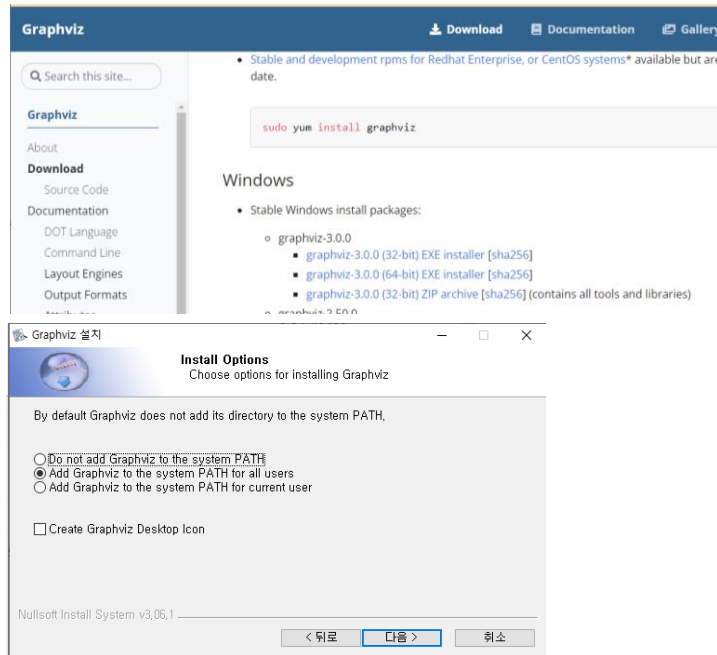 Graphviz
Download
Documentation
Gallery
Search this site...
Graphviz
About
Download
Source Code
Documentation
DOT Language
Command Line
Layout Engines
Output Formats
• Stable and development rpms for Redhat Enterprise, or CentOS systems* available but are
date.
sudo yum install graphviz
Windows
• Stable Windows install packages:
graphviz-3.0.0
graphviz-3.0.0 (32-bit) EXE installer [sha256]
graphviz-3.0.0 (64-bit) EXE installer [sha256]
graphviz-3.0.0 (32-bit) ZIP archive [sha256] (contains all tools and libraries)
Graphviz 설치
Install Options
Choose options for installing Graphviz
By default Graphviz does not add its directory to the system PATH.
Do not add Graphviz to the system PATH
Add Graphviz to the system PATH for all users
Add Graphviz to the system PATH for current user
Create Graphviz Desktop Icon
Nullsoft Install System v3.06.1
< 뒤로
다음 >
취소